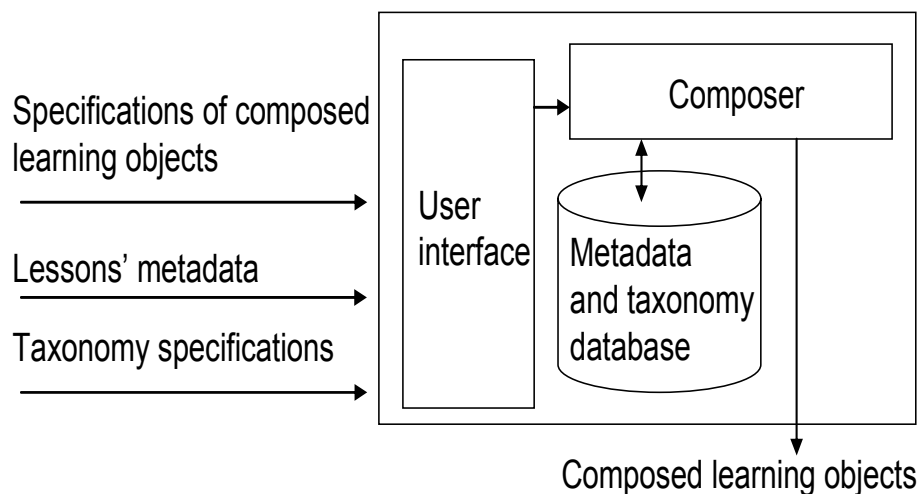 Specifications of composed
learning objects
Lessons’ metadata
Taxonomy specifications
User
interface
Composer
Metadata
and taxonomy
database
Composed learning objects